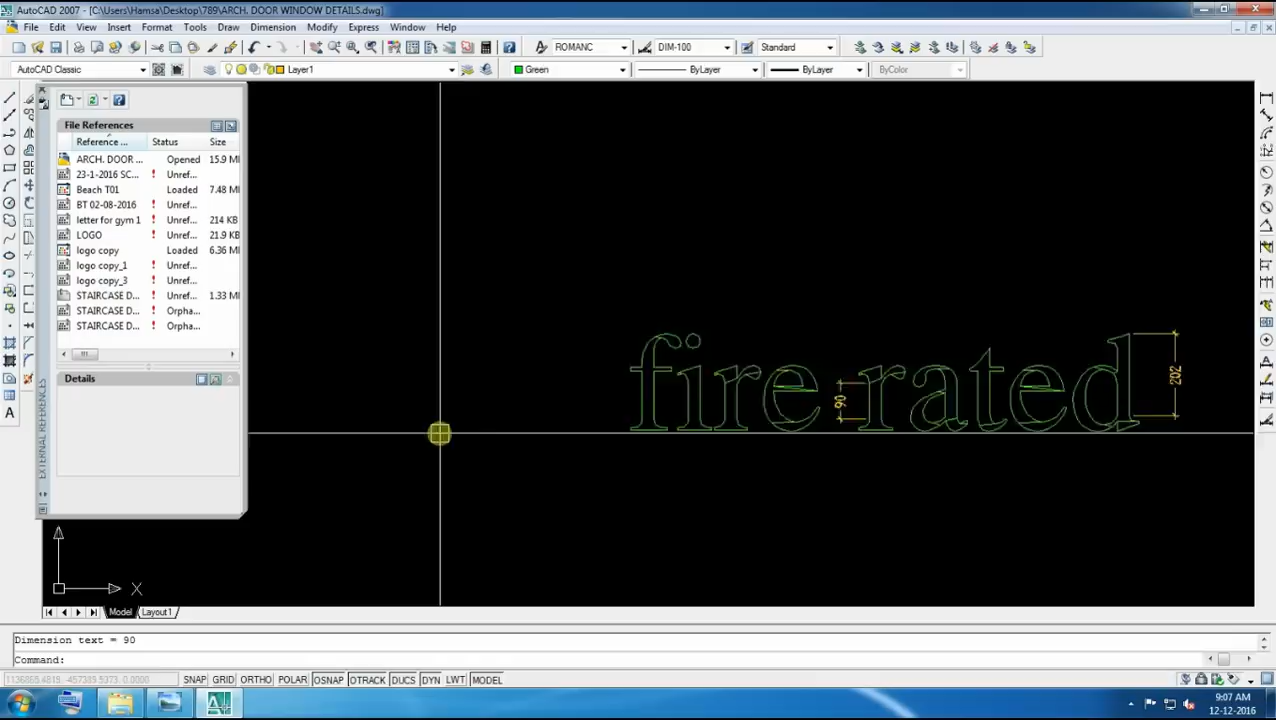 AutoCAD 2007 - [C:\Users\Hamsa\Desktop\789\ARCH. DOOR WINDOW DETAILS.dwg]
File Edit View Insert Format Tools Draw Dimension Modify Express Window Help
ROMANC DIM-100 Standard
AutoCAD Classic Layer1 Green ByLayer ByLayer ByColor
File References
Reference ... Status Size
ARCH. DOOR ... Opened 15.9 MI
23-1-2016 SC... ! Unref...
Beach T01 Loaded 7.48 MI
BT 02-08-2016 ! Unref...
letter for gym 1 ! Unref... 214 KB
LOGO ! Unref... 21.9 KB
logo copy Loaded 6.36 MI
logo copy_1 ! Unref...
logo copy_3 ! Unref...
STAIRCASE D... ! Unref... 1.33 MI
STAIRCASE D... ! Orpha...
STAIRCASE D... ! Orpha...
Details
EXTERNAL REFERENCES
fire rated
90
202
X
Model Layout1
Dimension text = 90
Command:
SNAP GRID ORTHO POLAR OSNAP OTRACK DUCS DYN LWT MODEL
9:07 AM
12-12-2016